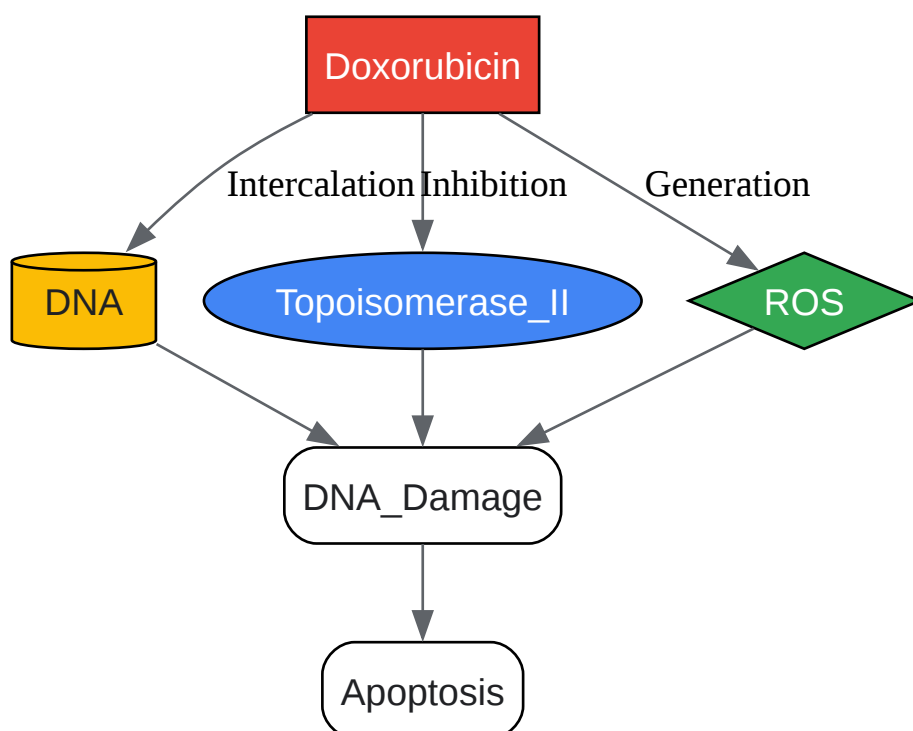 Doxorubicin
Intercalation
Inhibition
Generation
DNA
Topoisomerase_II
ROS
DNA_Damage
Apoptosis